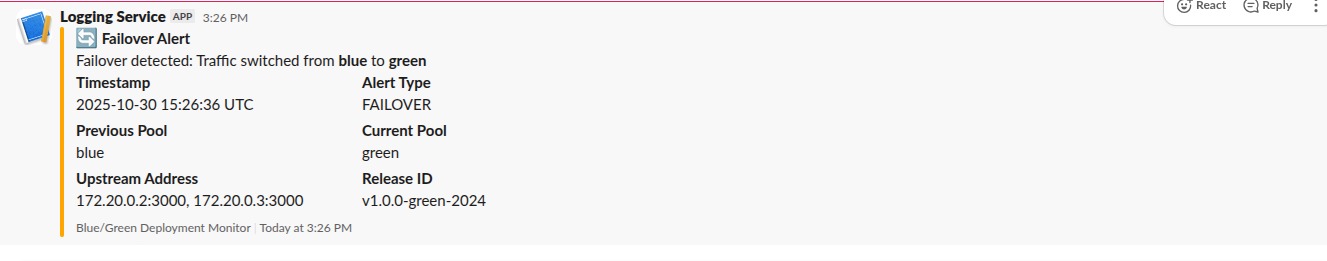 React Reply
Logging Service APP 3:26 PM
Failover Alert
Failover detected: Traffic switched from blue to green
Timestamp Alert Type
2025-10-30 15:26:36 UTC FAILOVER
Previous Pool Current Pool
blue green
Upstream Address Release ID
172.20.0.2:3000, 172.20.0.3:3000 v1.0.0-green-2024
Blue/Green Deployment Monitor | Today at 3:26 PM